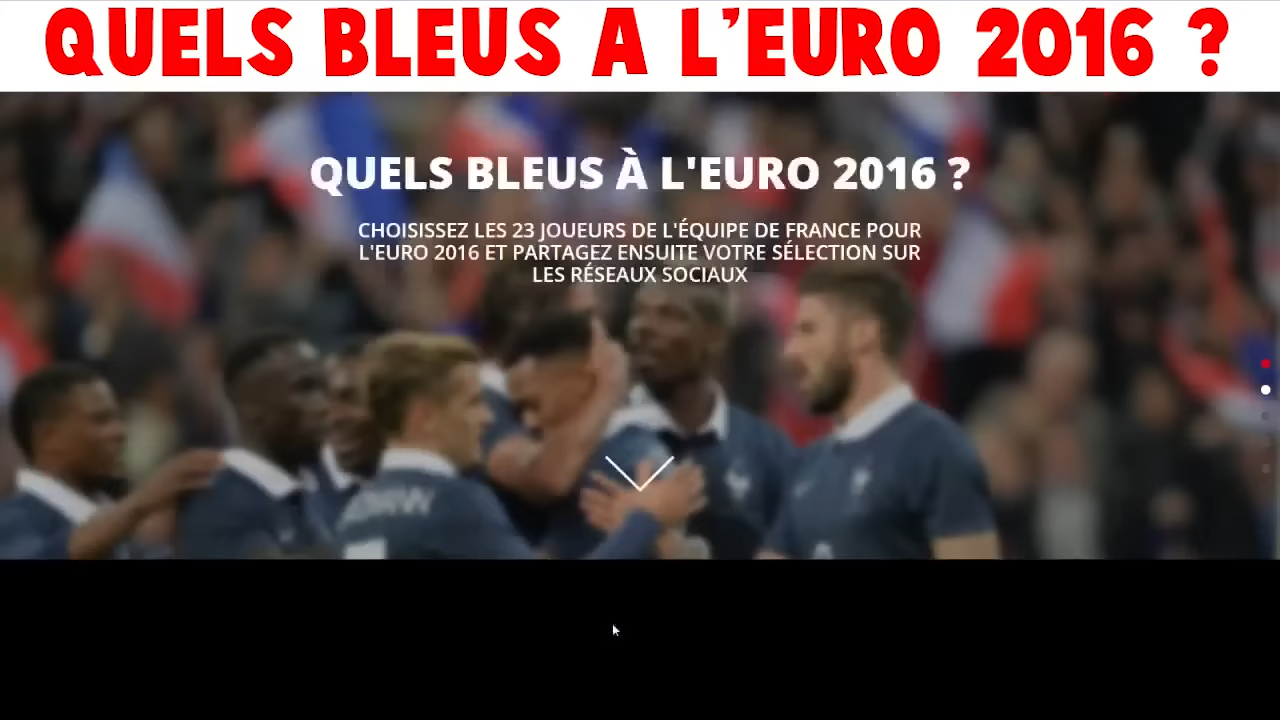 QUELS BLEUS A L'EURO 2016 ?
QUELS BLEUS À L'EURO 2016 ?
CHOISISSEZ LES 23 JOUEURS DE L'ÉQUIPE DE FRANCE POUR
L'EURO 2016 ET PARTAGEZ ENSUITE VOTRE SÉLECTION SUR
LES RÉSEAUX SOCIAUX